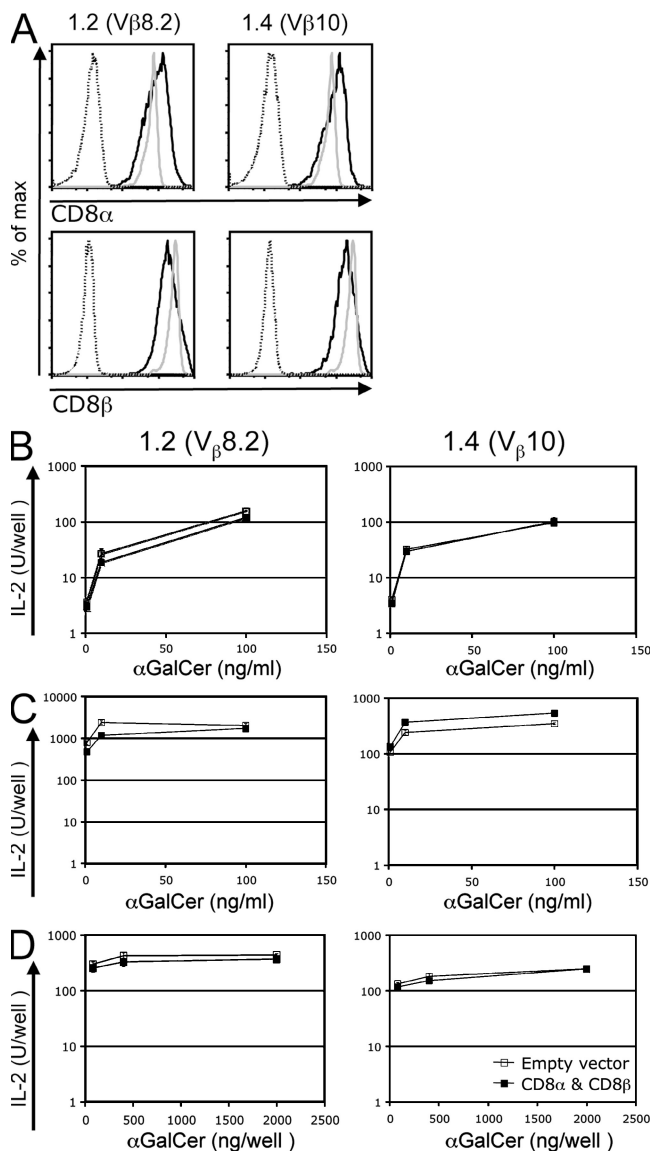 A
1.2 (Vβ8.2)
1.4 (Vβ10)
% of max
CD8α
CD8β
B
1.2 (Vβ8.2)
1.4 (Vβ10)
IL-2 (U/well )
1000
100
10
1
0 50 100 150
αGalCer (ng/ml)
1000
100
10
1
0 50 100 150
αGalCer (ng/ml)
C
IL-2 (U/well )
10000
1000
100
10
1
0 50 100 150
αGalCer (ng/ml)
1000
100
10
1
0 50 100 150
αGalCer (ng/ml)
D
IL-2 (U/well )
1000
100
10
1
0 500 1000 1500 2000 2500
αGalCer (ng/well )
1000
100
10
1
Empty vector
CD8α & CD8β
0 500 1000 1500 2000 2500
αGalCer (ng/well )